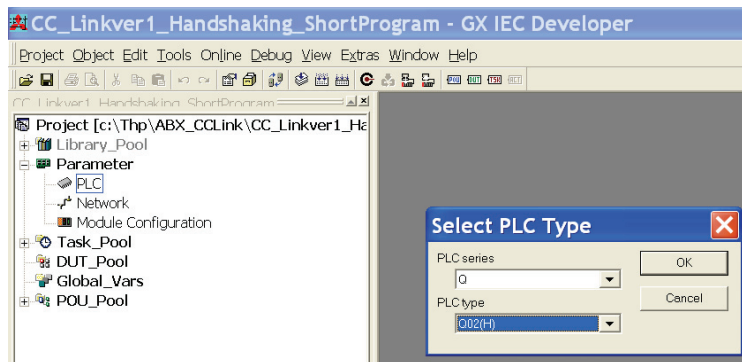 CC_Linkver1_Handshaking_ShortProgram - GX IEC Developer
Project Object Edit Tools Online Debug View Extras Window Help
CC_Linkver1_Handshaking_ShortProgram
Project [c:\Thp\ABX_CCLink\CC_Linkver1_Ha
Library_Pool
Parameter
PLC
Network
Module Configuration
Task_Pool
DUT_Pool
Global_Vars
POU_Pool
Select PLC Type
PLC series
Q
OK
PLC type
Cancel
Q02(H)